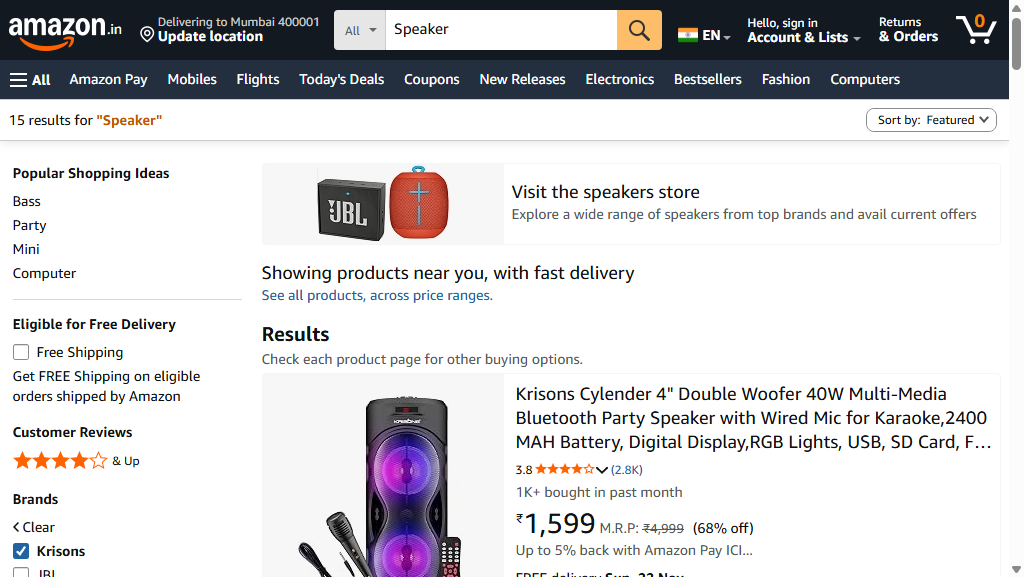 amazon.in
Delivering to Mumbai 400001
Update location
All
Speaker
EN
Hello, sign in
Account & Lists
Returns
& Orders
0
All
Amazon Pay
Mobiles
Flights
Today's Deals
Coupons
New Releases
Electronics
Bestsellers
Fashion
Computers
15 results for "Speaker"
Sort by: Featured
Popular Shopping Ideas
Bass
Party
Mini
Computer
Eligible for Free Delivery
Free Shipping
Get FREE Shipping on eligible
orders shipped by Amazon
Customer Reviews
& Up
Brands
Clear
Krisons
JBL
JBL
Visit the speakers store
Explore a wide range of speakers from top brands and avail current offers
Showing products near you, with fast delivery
See all products, across price ranges.
Results
Check each product page for other buying options.
KRISONS
Krisons Cylender 4" Double Woofer 40W Multi-Media
Bluetooth Party Speaker with Wired Mic for Karaoke,2400
MAH Battery, Digital Display,RGB Lights, USB, SD Card, F...
3.8 (2.8K)
1K+ bought in past month
₹1,599 M.R.P: ₹4,999 (68% off)
Up to 5% back with Amazon Pay ICI...
FREE delivery Sun, 23 Nov